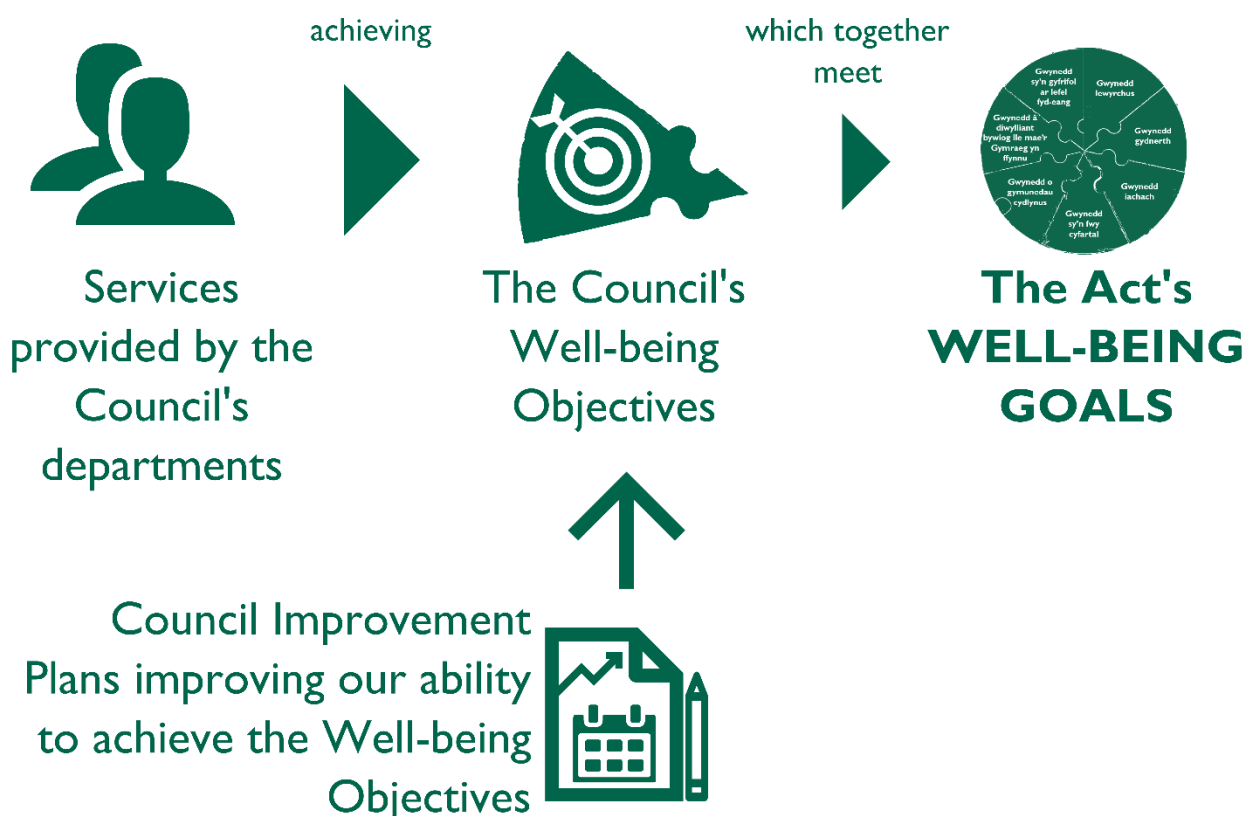 achieving
which together
meet
Gwynedd
sy'n gyfrifol
ar lefel
fyd-eang
Gwynedd
lewyrchus
Gwynedd
gydnerth
Gwynedd
iachach
Gwynedd
sy'n fwy
cyfartal
Gwynedd o
gymunedau
cydlynus
Gwynedd â
diwylliant
bywiog lle mae'r
Gymraeg yn
ffynnu
Services
provided by the
Council's
departments
The Council's
Well-being
Objectives
The Act's
WELL-BEING
GOALS
Council Improvement
Plans improving our ability
to achieve the Well-being
Objectives